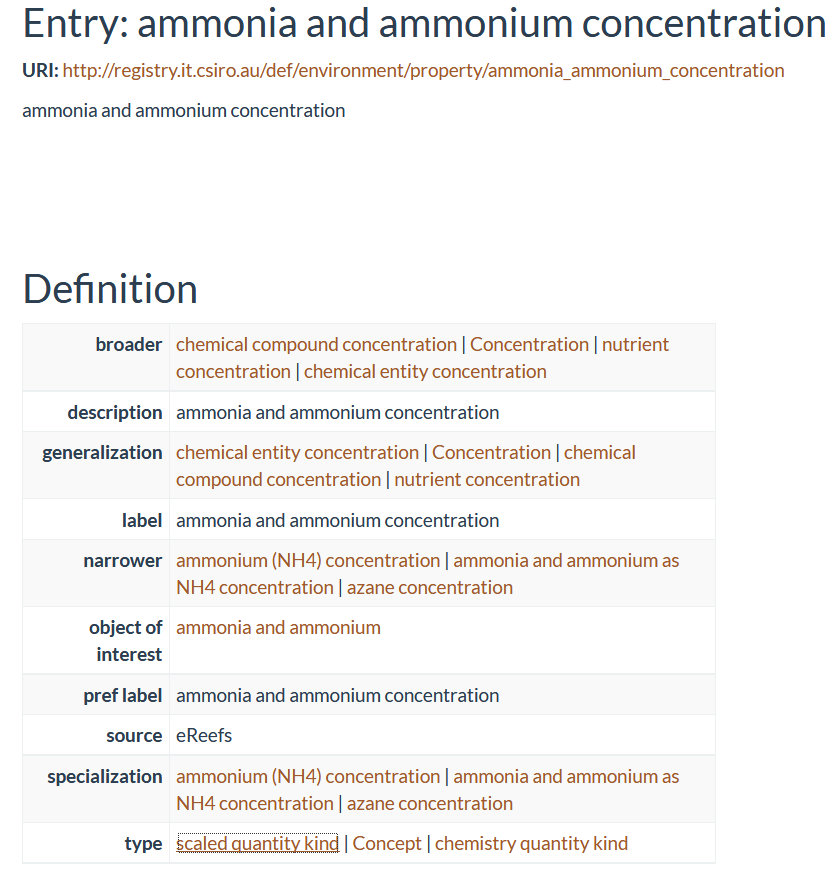 Entry: ammonia and ammonium concentration
URI: http://registry.it.csiro.au/def/environment/property/ammonia_ammonium_concentration
ammonia and ammonium concentration
Definition
broader chemical compound concentration | Concentration | nutrient
concentration | chemical entity concentration
description ammonia and ammonium concentration
generalization chemical entity concentration | Concentration | chemical
compound concentration | nutrient concentration
label ammonia and ammonium concentration
narrower ammonium (NH4) concentration | ammonia and ammonium as
NH4 concentration | azane concentration
object of ammonia and ammonium
interest
pref label ammonia and ammonium concentration
source eReefs
specialization ammonium (NH4) concentration | ammonia and ammonium as
NH4 concentration | azane concentration
type scaled quantity kind | Concept | chemistry quantity kind